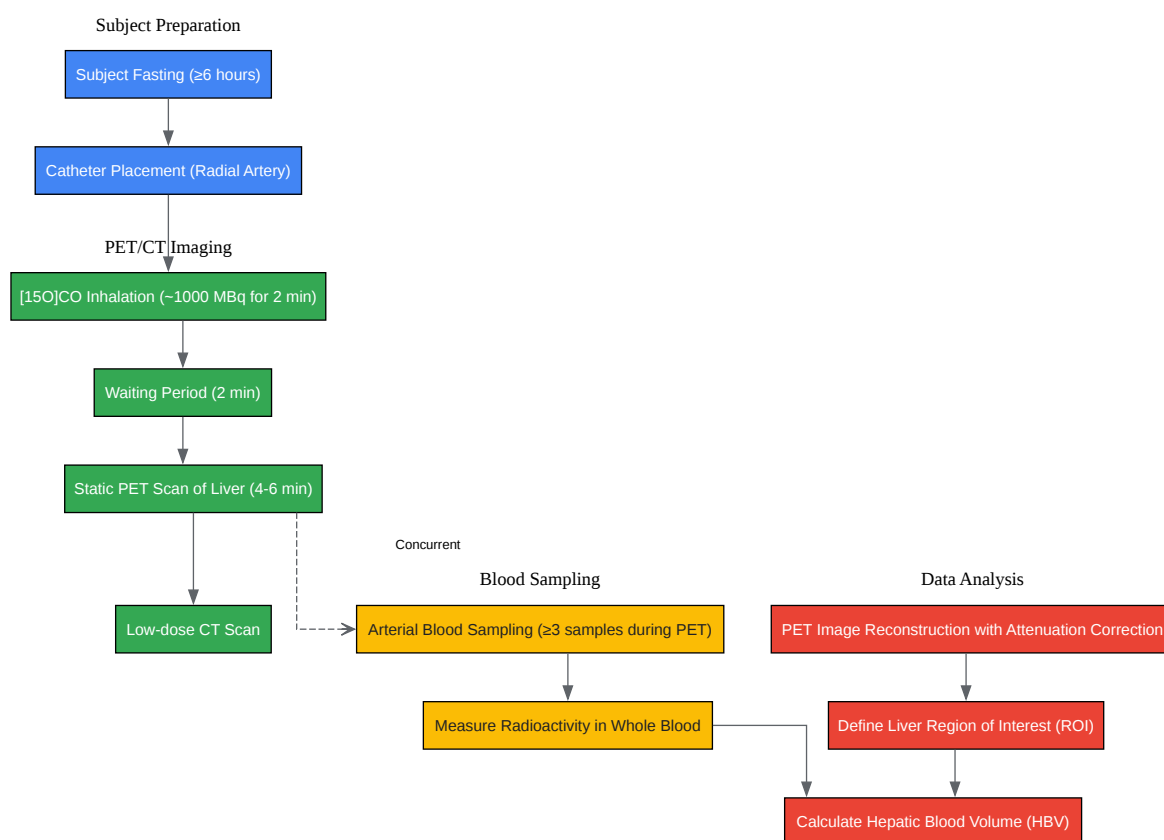 Subject Preparation
Subject Fasting (≥6 hours)
Catheter Placement (Radial Artery)
PET/CT Imaging
[15O]CO Inhalation (~1000 MBq for 2 min)
Waiting Period (2 min)
Static PET Scan of Liver (4-6 min)
Low-dose CT Scan
Concurrent
Blood Sampling
Arterial Blood Sampling (≥3 samples during PET)
Measure Radioactivity in Whole Blood
Data Analysis
PET Image Reconstruction with Attenuation Correction
Define Liver Region of Interest (ROI)
Calculate Hepatic Blood Volume (HBV)